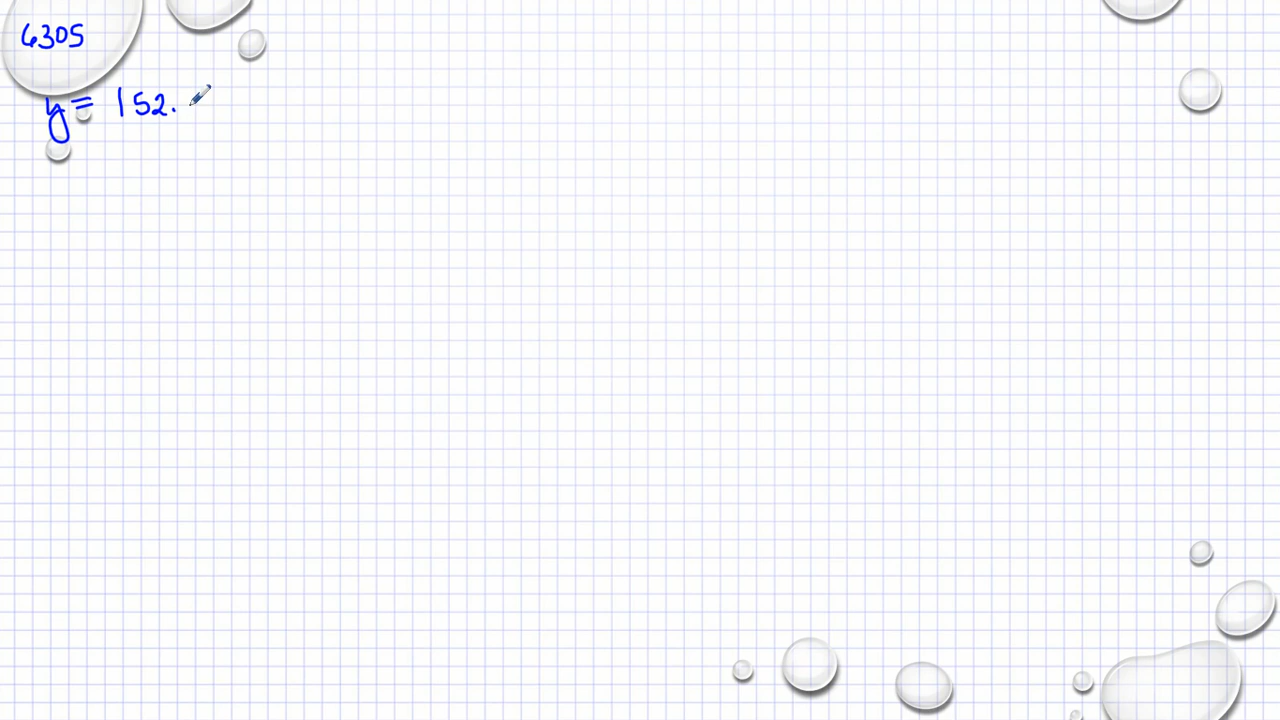 6305
y = 152.